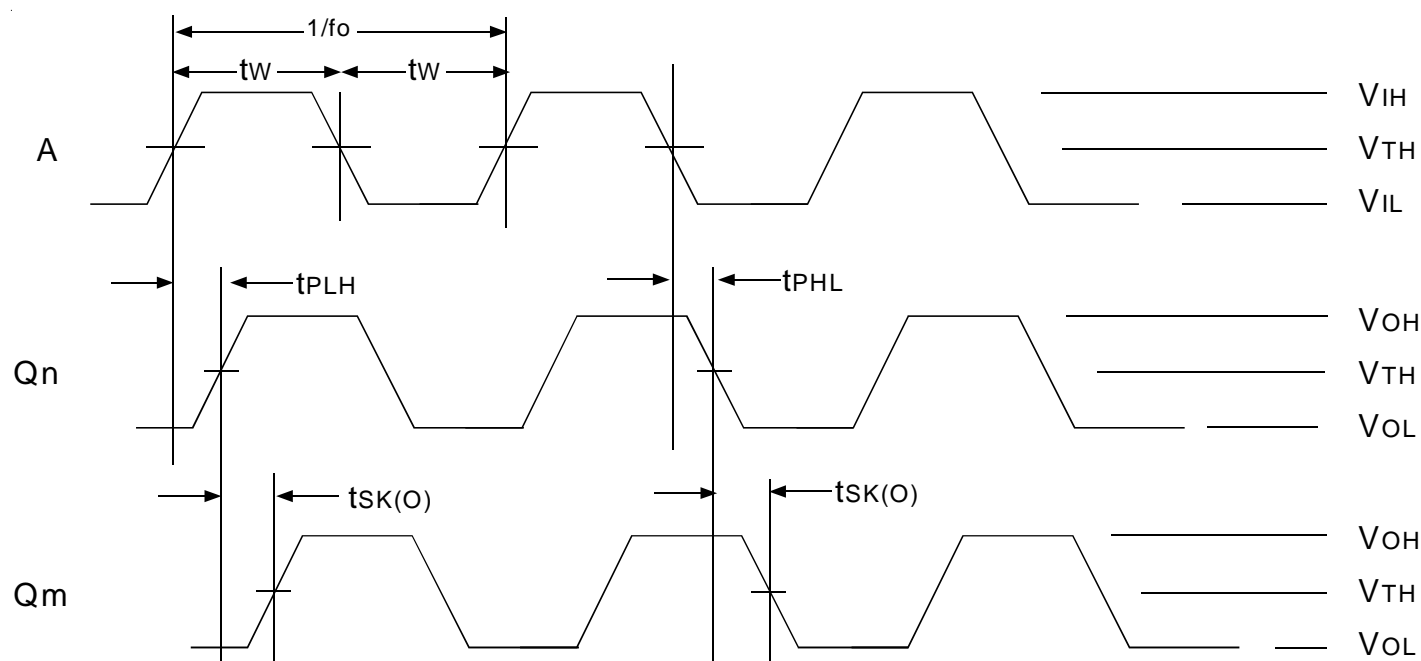 1/fo
tW tW
VIH
A VTH
VIL
tPLH tPHL
VOH
Qn VTH
VOL
tSK(O) tSK(O)
VOH
Qm VTH
VOL